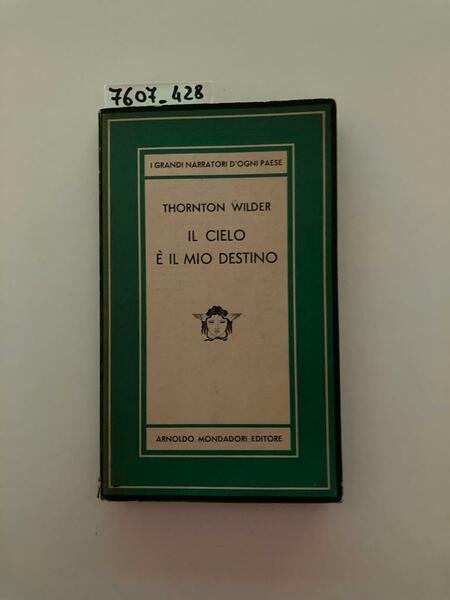 7607_428
I GRANDI NARRATORI D'OGNI PAESE
THORNTON WILDER
IL CIELO
È IL MIO DESTINO
ARNOLDO MONDADORI EDITORE